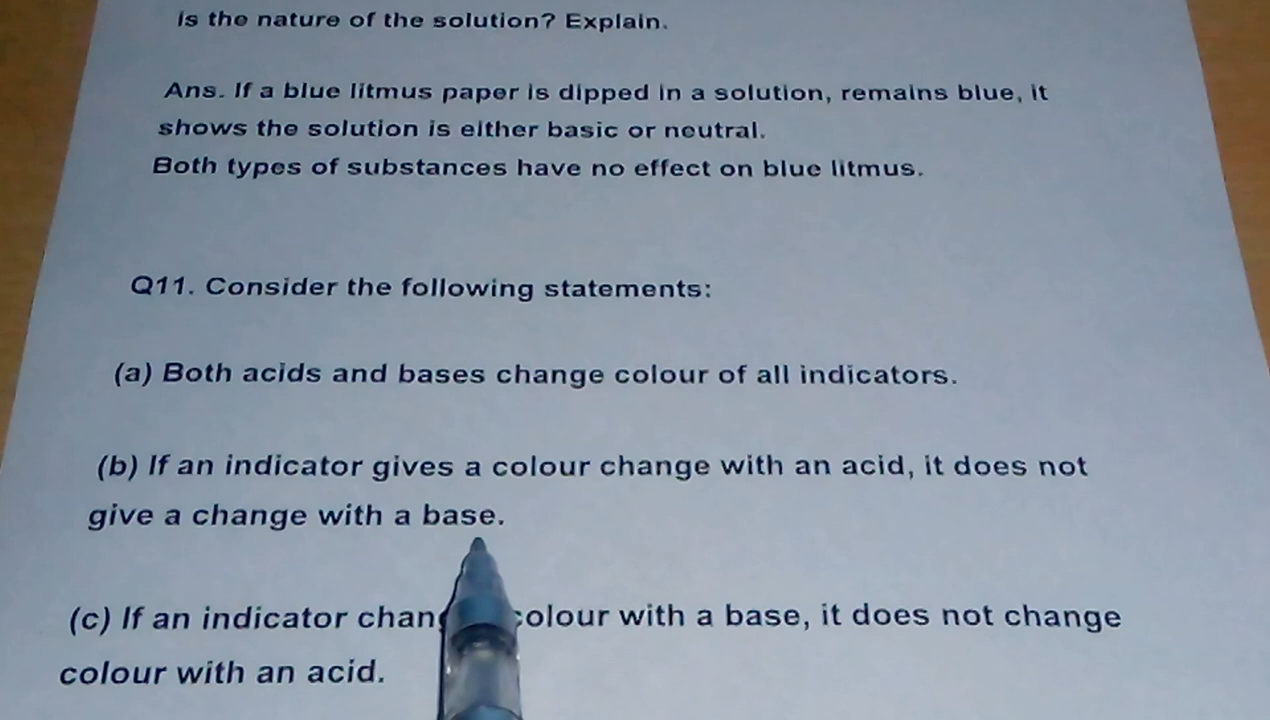 is the nature of the solution? Explain.
Ans. If a blue litmus paper is dipped in a solution, remains blue, it
shows the solution is either basic or neutral.
Both types of substances have no effect on blue litmus.
Q11. Consider the following statements:
(a) Both acids and bases change colour of all indicators.
(b) If an indicator gives a colour change with an acid, it does not
give a change with a base.
(c) If an indicator colour with a base, it does not change
colour with an acid.